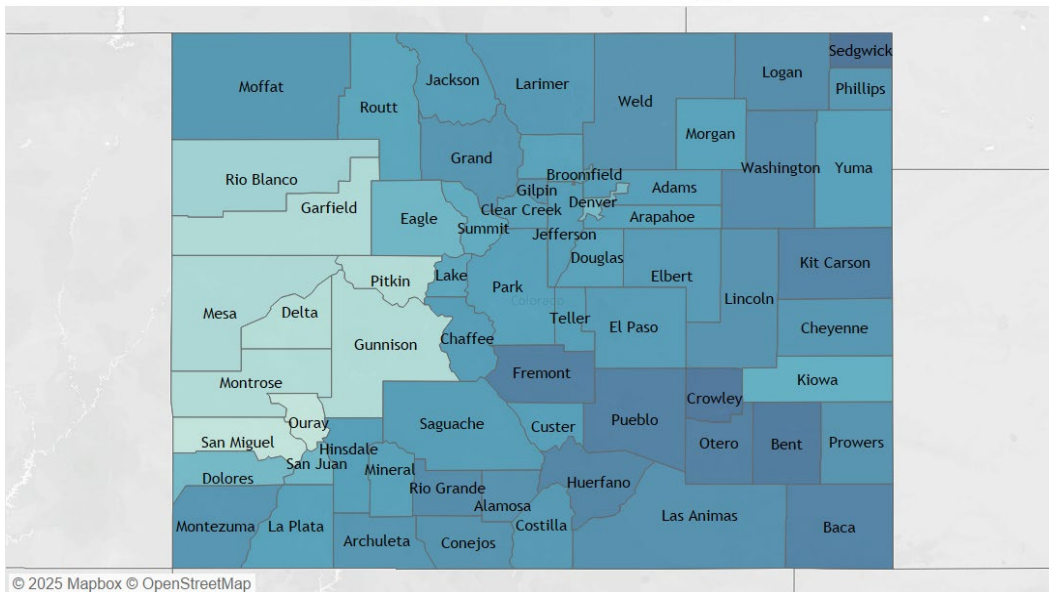 Sedgwick
Logan
Moffat
Jackson
Larimer
Phillips
Weld
Routt
Morgan
Grand
Washington
Yuma
Rio Blanco
Broomfield
Adams
Gilpin
Garfield
Denver
Clear Creek
Eagle
Arapahoe
Summit
Jefferson
Douglas
Kit Carson
Lake
Elbert
Pitkin
Park
Lincoln
Colorado
Mesa
Delta
Teller
El Paso
Cheyenne
Chaffee
Gunnison
Fremont
Kiowa
Montrose
Crowley
Pueblo
Ouray
Saguache
Custer
San Miguel
Otero
Bent
Prowers
Hinsdale
San Juan
Mineral
Dolores
Huerfano
Rio Grande
Alamosa
Las Animas
Montezuma
La Plata
Costilla
Baca
Archuleta
Conejos
© 2025 Mapbox © OpenStreetMap